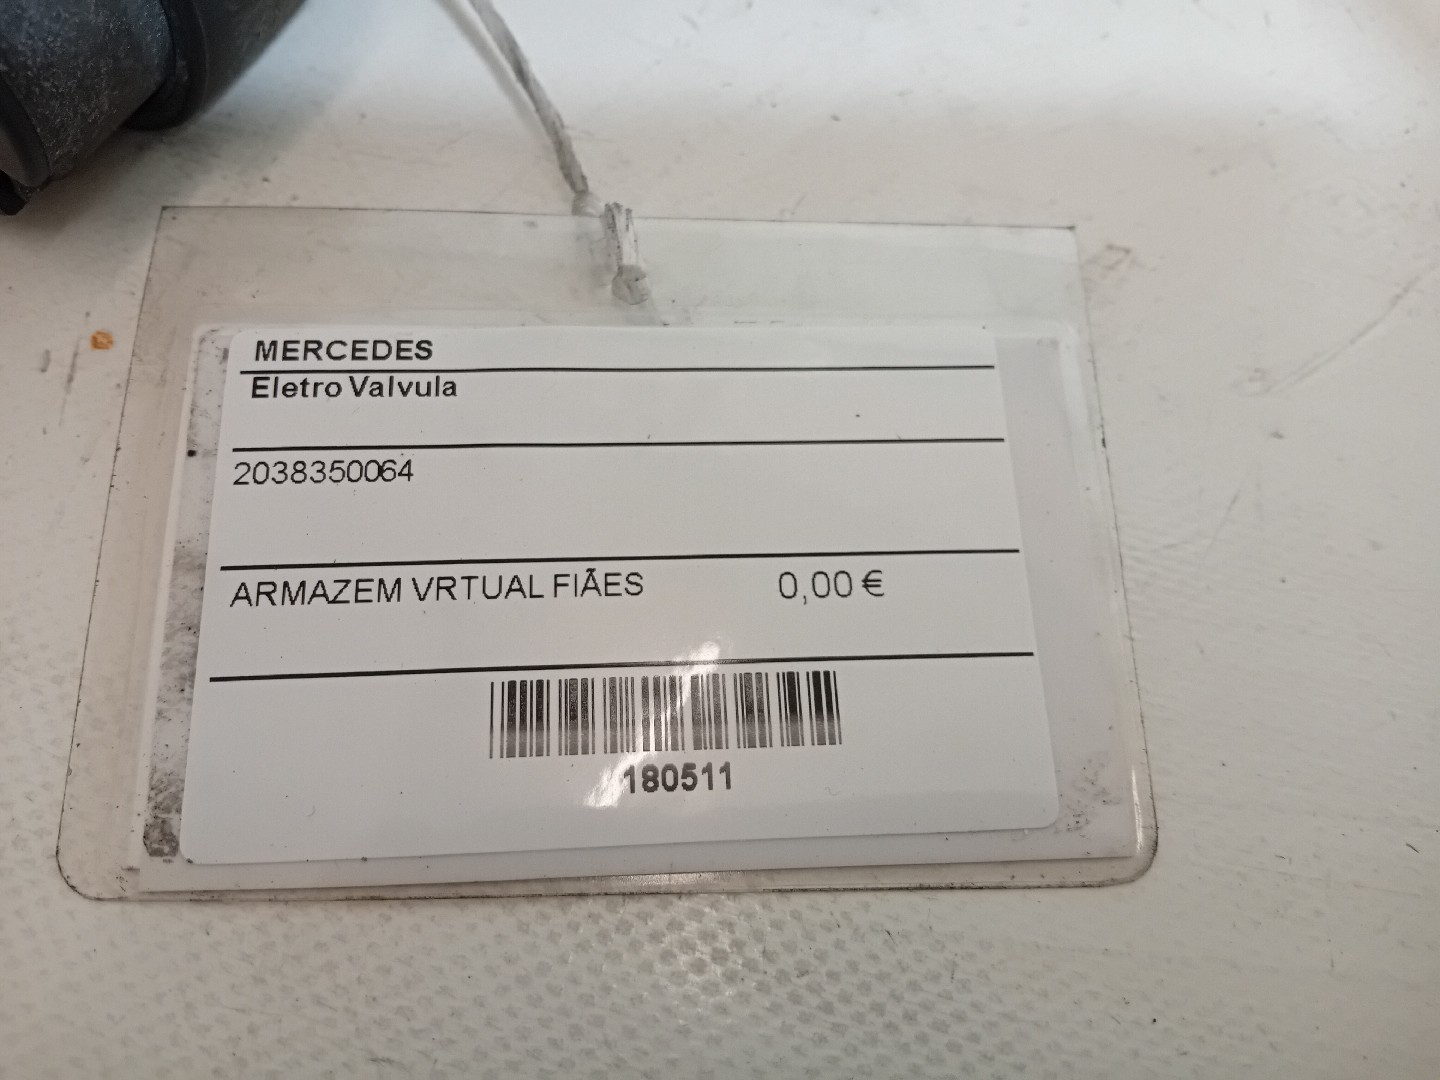 MERCEDES
Eletro Valvula
2038350064
ARMAZEM VRTUAL FIÃES 0,00 €
180511